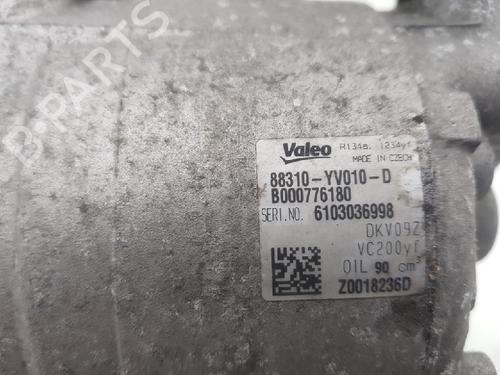 B-PARTS
Valeo R134a. 1234yf
MADE IN CZECH
88310-YV010-D
B000776180
SERI.NO. 6103036998
DKV09Z
VC200yf
OIL 90 cm³
Z0018236D